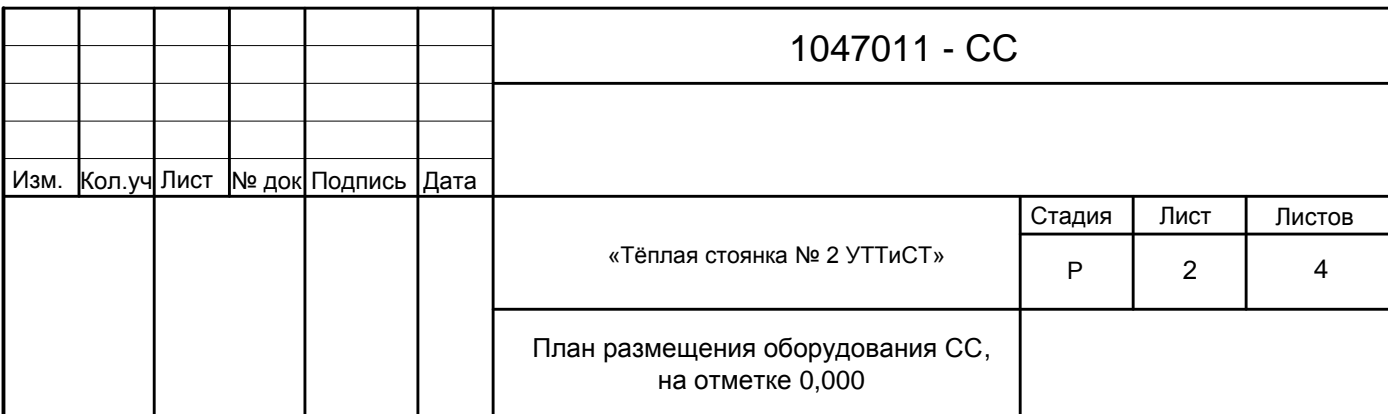 1047011 - СС
Изм. Кол.уч Лист № док Подпись Дата
«Тёплая стоянка № 2 УТТиСТ»
Стадия Лист Листов
Р 2 4
План размещения оборудования СС,
на отметке 0,000